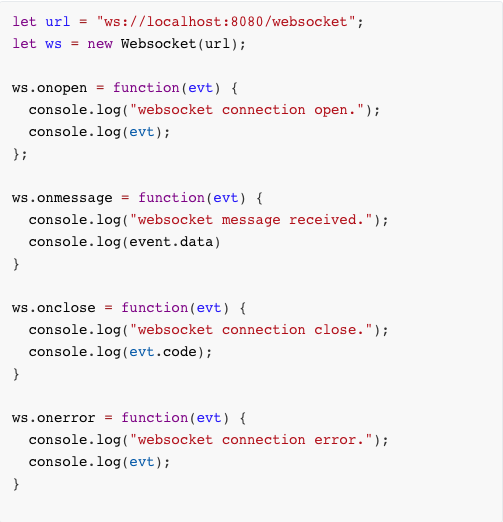 let url = "ws://localhost:8080/websocket";
let ws = new Websocket(url);

ws.onopen = function(evt) {
  console.log("websocket connection open.");
  console.log(evt);
};

ws.onmessage = function(evt) {
  console.log("websocket message received.");
  console.log(event.data)
}

ws.onclose = function(evt) {
  console.log("websocket connection close.");
  console.log(evt.code);
}

ws.onerror = function(evt) {
  console.log("websocket connection error.");
  console.log(evt);
}